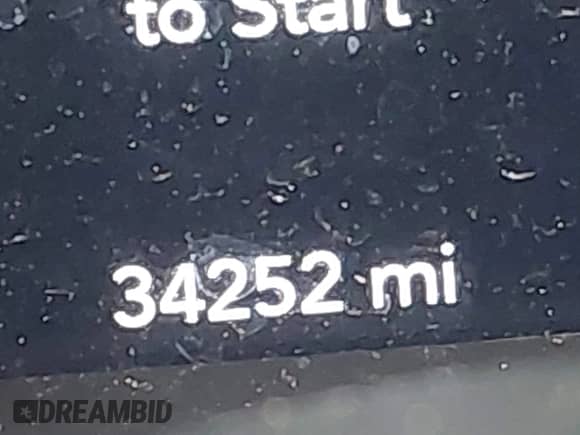 to Start
34252 mi
DREAMBID